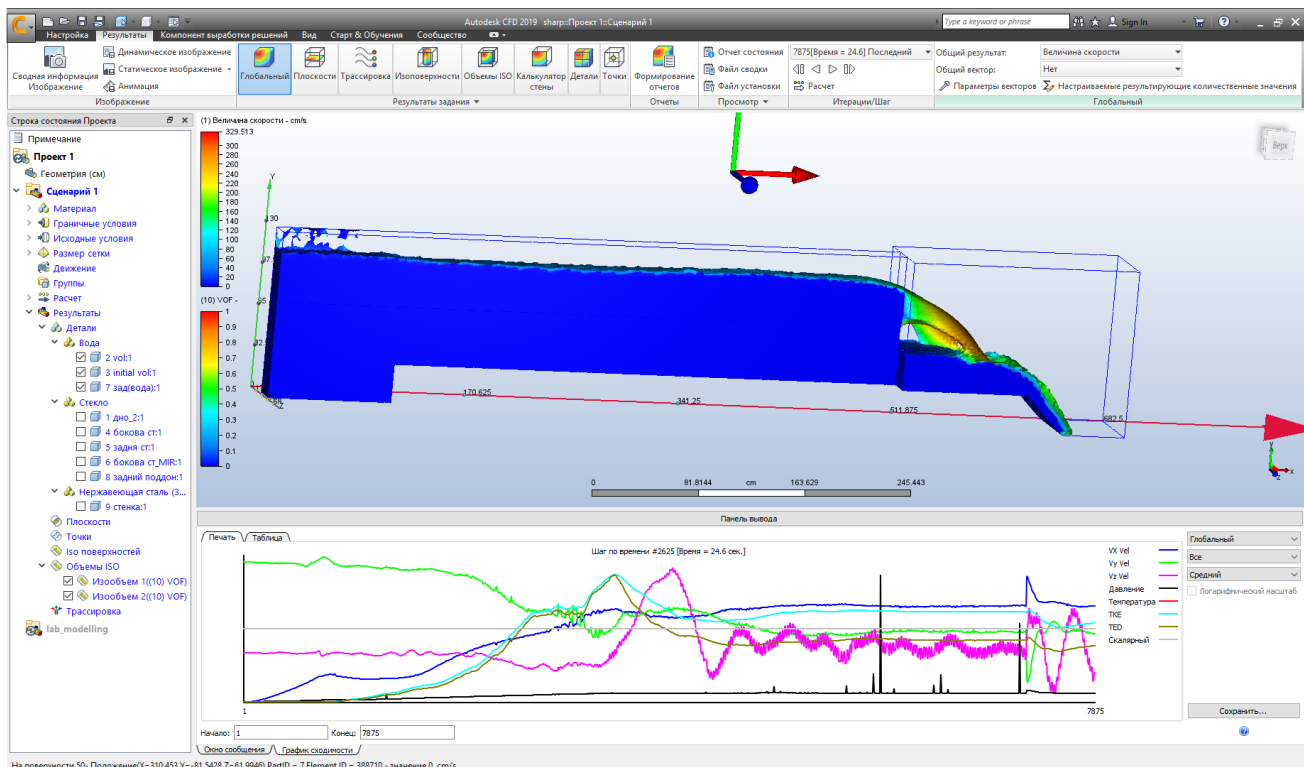 Autodesk CFD 2019 sharp::Проект 1::Сценарий 1
Type a keyword or phrase
Sign In
Настройка Результаты Компонент выработки решений Вид Старт & Обучения Сообщество
Сводная информация Изображение
Динамическое изображение
Статическое изображение
Анимация
Изображение
Глобальный Плоскости Трассировка Изоповерхности Объемы ISO Калькулятор стены Детали Точки
Результаты задания
Формирование отчетов
Отчеты
Отчет состояния
Файл сводки
Файл установки
Просмотр
7875[Время = 24.6] Последний
Расчет
Итерации/Шаг
Общий результат: Величина скорости
Общий вектор: Нет
Параметры векторов Настраиваемые результирующие количественные значения
Глобальный
Строка состояния Проекта
Примечание
Проект 1
Геометрия (см)
Сценарий 1
Материал
Граничные условия
Исходные условия
Размер сетки
Движение
Группы
Расчет
Результаты
Детали
Вода
2 vol:1
3 initial vol:1
7 зад(вода):1
Стекло
1 дно_2:1
4 бокова ст:1
5 задня ст:1
6 бокова ст_MIR:1
8 задний поддон:1
Нержавеющая сталь (3...
9 стенка:1
Плоскости
Точки
Iso поверхностей
Объемы ISO
Изообъем 1((10) VOF)
Изообъем 2((10) VOF)
Трассировка
lab_modelling
(1) Величина скорости - cm/s
329.513
300
280
260
240
220
200
180
160
140
120
100
80
60
40
20
0
(10) VOF -
1
0.9
0.8
0.7
0.6
0.5
0.4
0.3
0.2
0.1
0
Y
130
170.625
341.25
511.875
682.5
Z
Верх
Y
X
Z
0 81.8144 cm 163.629 245.443
Панель вывода
Печать Таблица
Шаг по времени #2625 [Время = 24.6 сек.]
VX Vel
Vy Vel
Vz Vel
Давление
Температура
TKE
TED
Скалярный
1 7875
Глобальный
Все
Средний
Логарифмический масштаб
Сохранить...
Начало: 1 Конец: 7875
Окно сообщения График сходимости